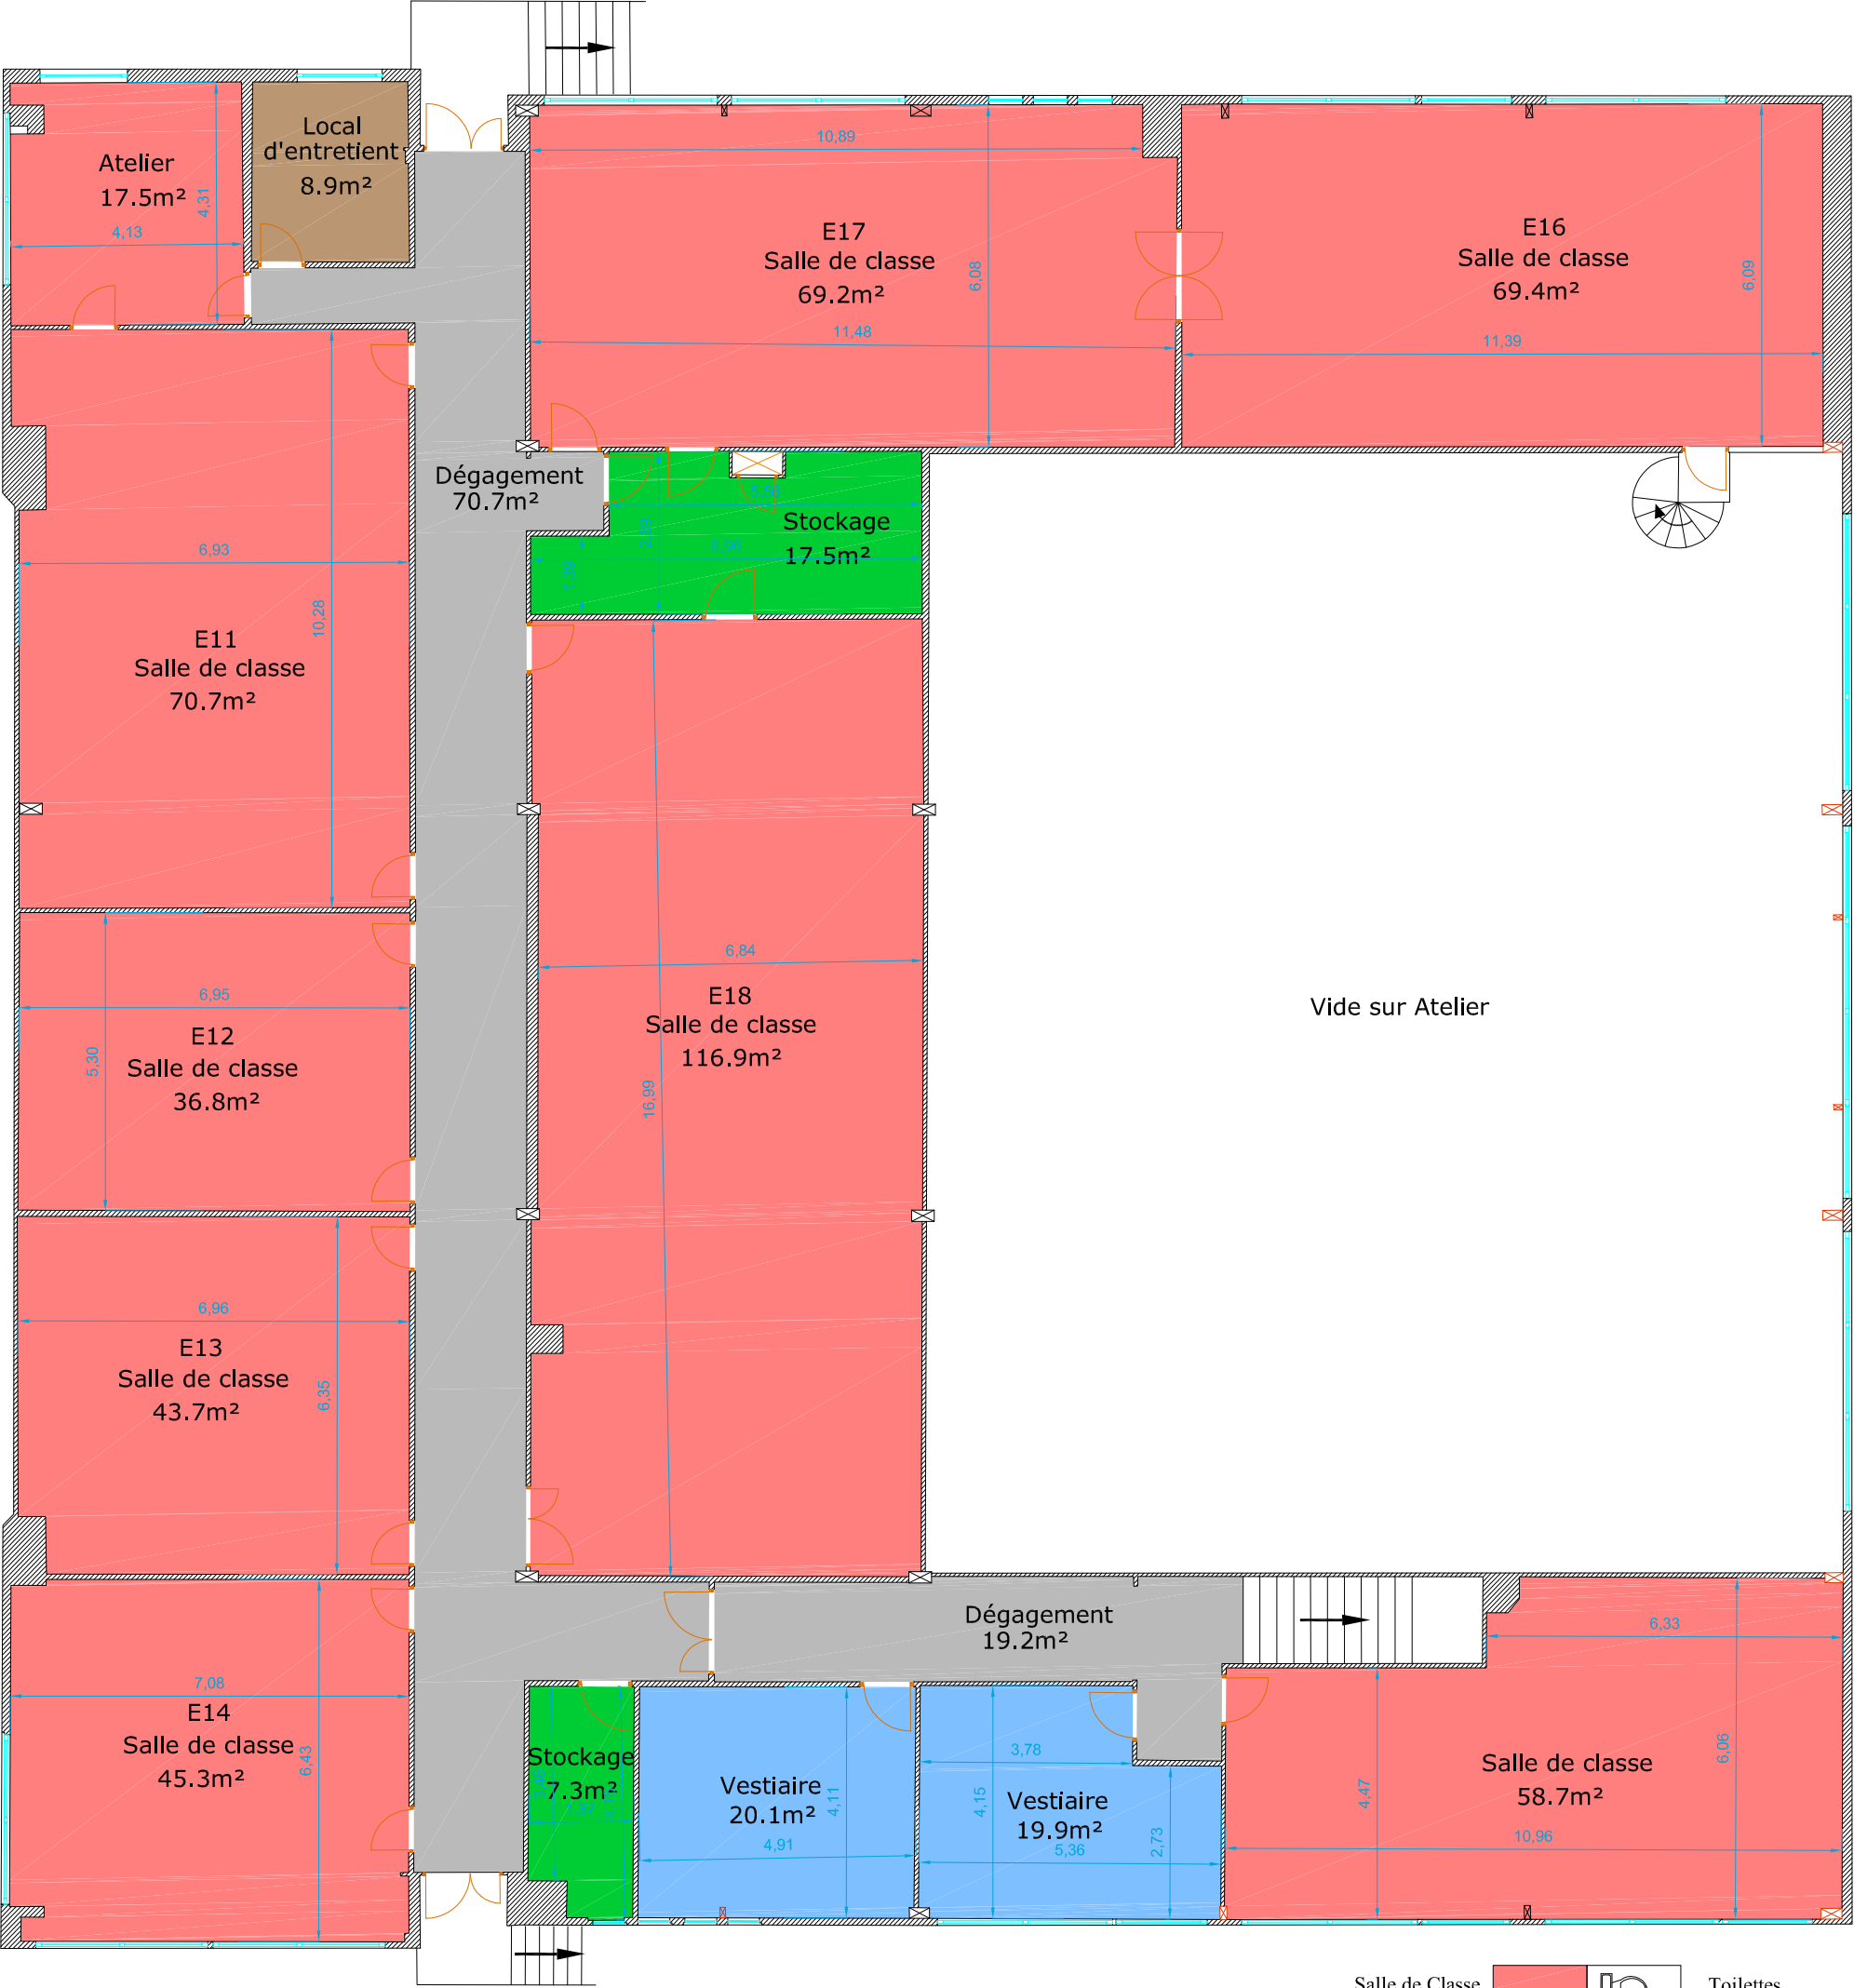 Local
d'entretient
8.9m²
Atelier
17.5m²
4,31
4,13
10,89
E17
Salle de classe
69.2m²
6,08
11,48
E16
Salle de classe
69.4m²
6,09
11,39
Dégagement
70.7m²
Stockage
17.5m²
6,96
6,93
10,28
E11
Salle de classe
70.7m²
6,84
E18
Salle de classe
116.9m²
16,99
Vide sur Atelier
6,95
5,30
E12
Salle de classe
36.8m²
6,96
E13
Salle de classe
43.7m²
6,35
Dégagement
19.2m²
6,33
7,08
E14
Salle de classe
45.3m²
6,43
Stockage
7.3m²
Vestiaire
20.1m²
4,11
4,91
3,78
4,15
Vestiaire
19.9m²
5,36
2,73
4,47
Salle de classe
58.7m²
6,06
10,96
Salle de Classe
Toilettes